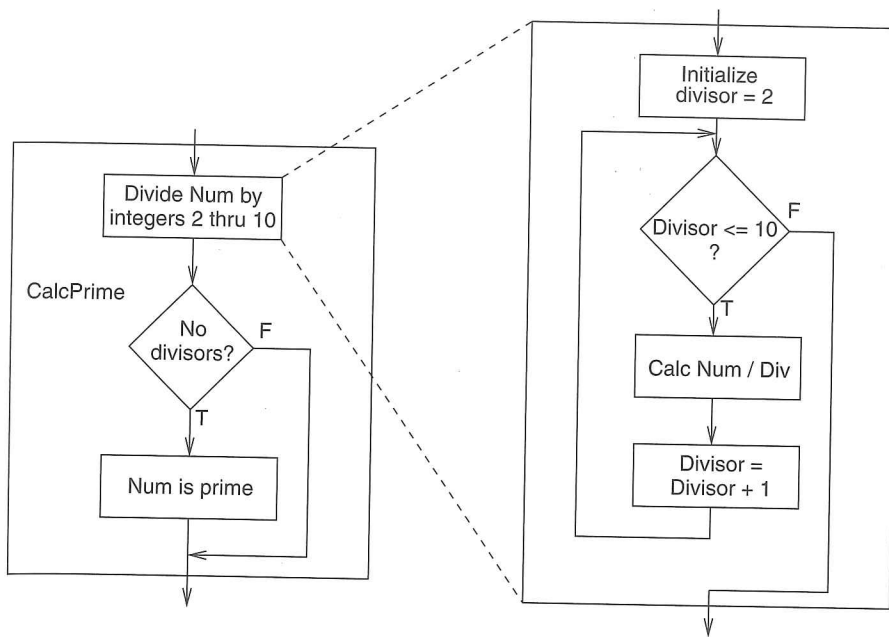 Divide Num by
integers 2 thru 10
CalcPrime
No
divisors?
F
T
Num is prime
Initialize
divisor = 2
Divisor <= 10
?
F
T
Calc Num / Div
Divisor =
Divisor + 1